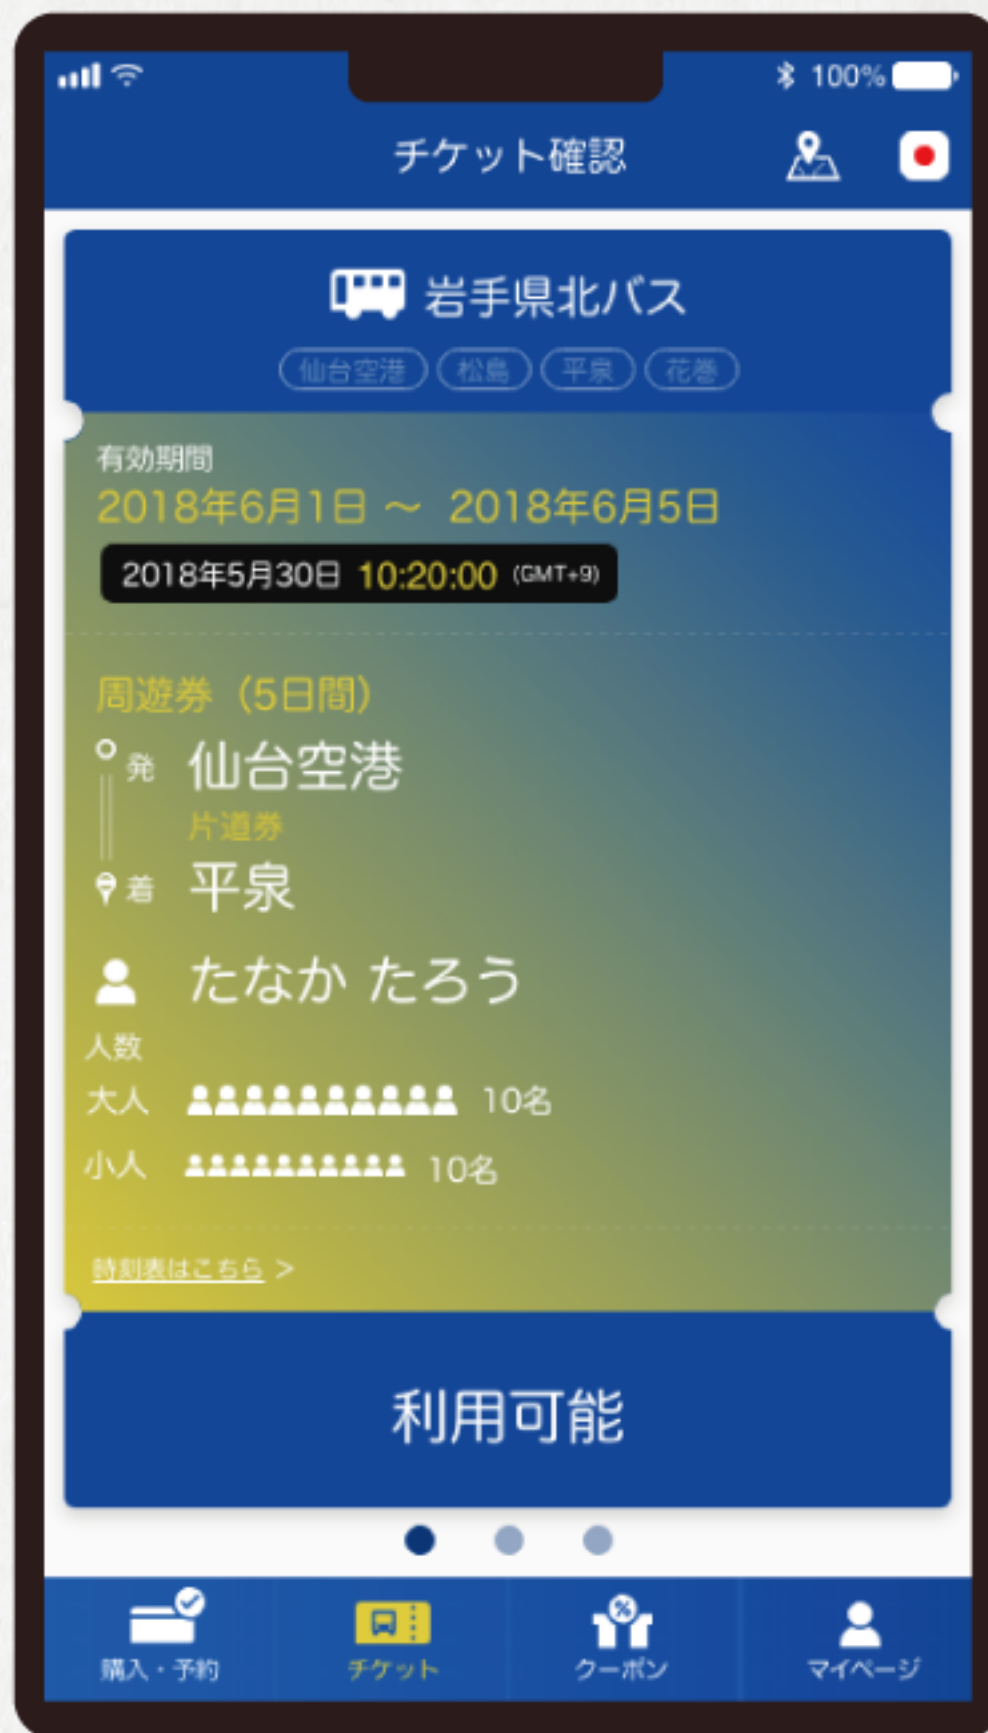 100%
チケット確認
岩手県北バス
仙台空港 松島 平泉 花巻
有効期間
2018年6月1日 ～ 2018年6月5日
2018年5月30日 10:20:00 (GMT+9)
周遊券（5日間）
発 仙台空港
片道券
着 平泉
たなか たろう
人数
大人 10名
小人 10名
時刻表はこちら >
利用可能
購入・予約 チケット クーポン マイページ